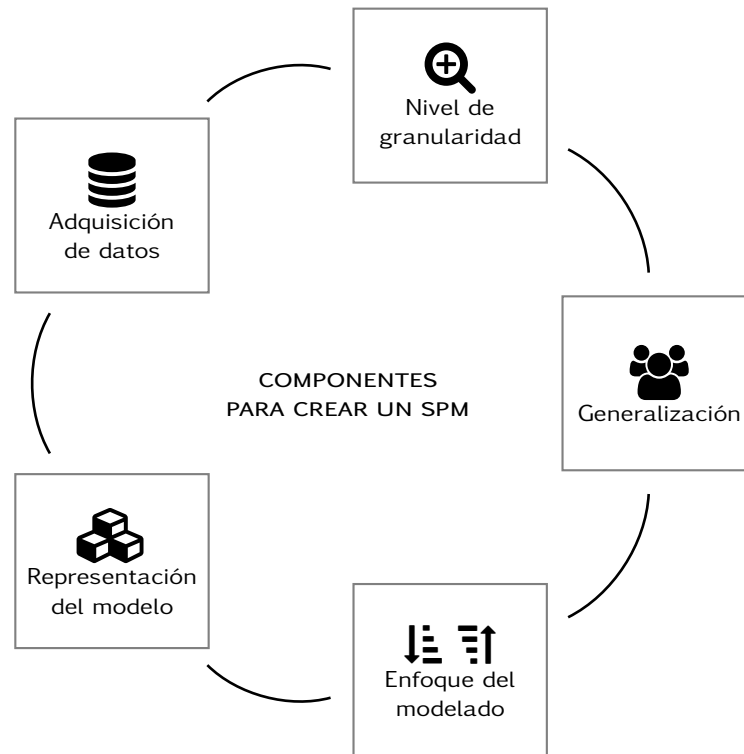 Nivel de
granularidad
Adquisición
de datos
COMPONENTES
PARA CREAR UN SPM
Generalización
Representación
del modelo
Enfoque del
modelado